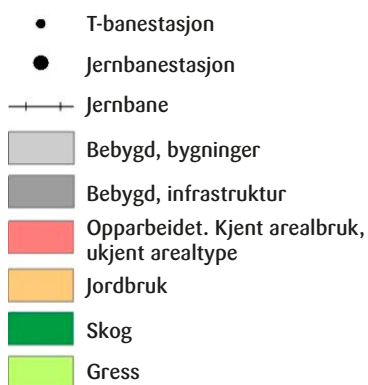 T-banestasjon
Jernbanestasjon
Jernbane
Bebygd, bygninger
Bebygd, infrastruktur
Opparbeidet. Kjent arealbruk,
ukjent arealtype
Jordbruk
Skog
Gress